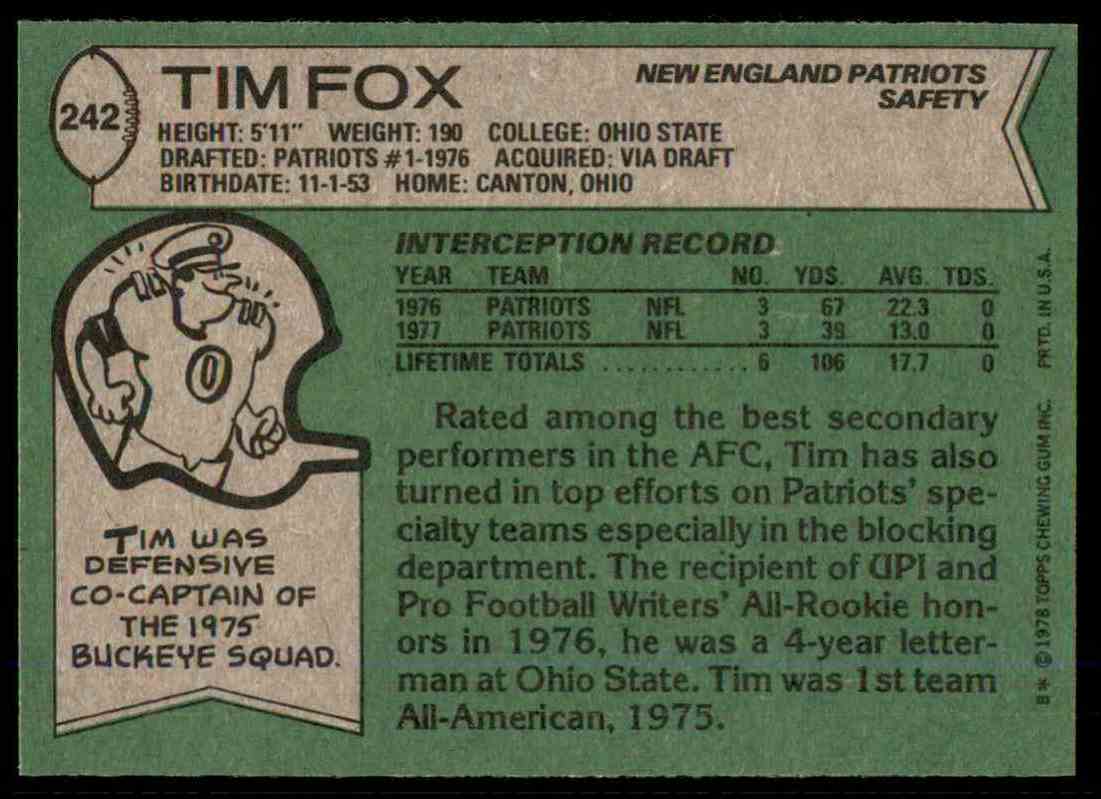 242
TIM FOX
NEW ENGLAND PATRIOTS
SAFETY
HEIGHT: 5'11" WEIGHT: 190 COLLEGE: OHIO STATE
DRAFTED: PATRIOTS #1-1976 ACQUIRED: VIA DRAFT
BIRTHDATE: 11-1-53 HOME: CANTON, OHIO
INTERCEPTION RECORD
YEAR TEAM NO. YDS. AVG. TDS.
1976 PATRIOTS NFL 3 67 22.3 0
1977 PATRIOTS NFL 3 39 13.0 0
LIFETIME TOTALS ............ 6 106 17.7 0
0
TIM WAS
DEFENSIVE
CO-CAPTAIN OF
THE 1975
BUCKEYE SQUAD.
Rated among the best secondary
performers in the AFC, Tim has also
turned in top efforts on Patriots' spe-
cialty teams especially in the blocking
department. The recipient of UPI and
Pro Football Writers' All-Rookie hon-
ors in 1976, he was a 4-year letter-
man at Ohio State. Tim was 1st team
All-American, 1975.
B* © 1978 TOPPS CHEWING GUM INC. PRTD. IN U.S.A.